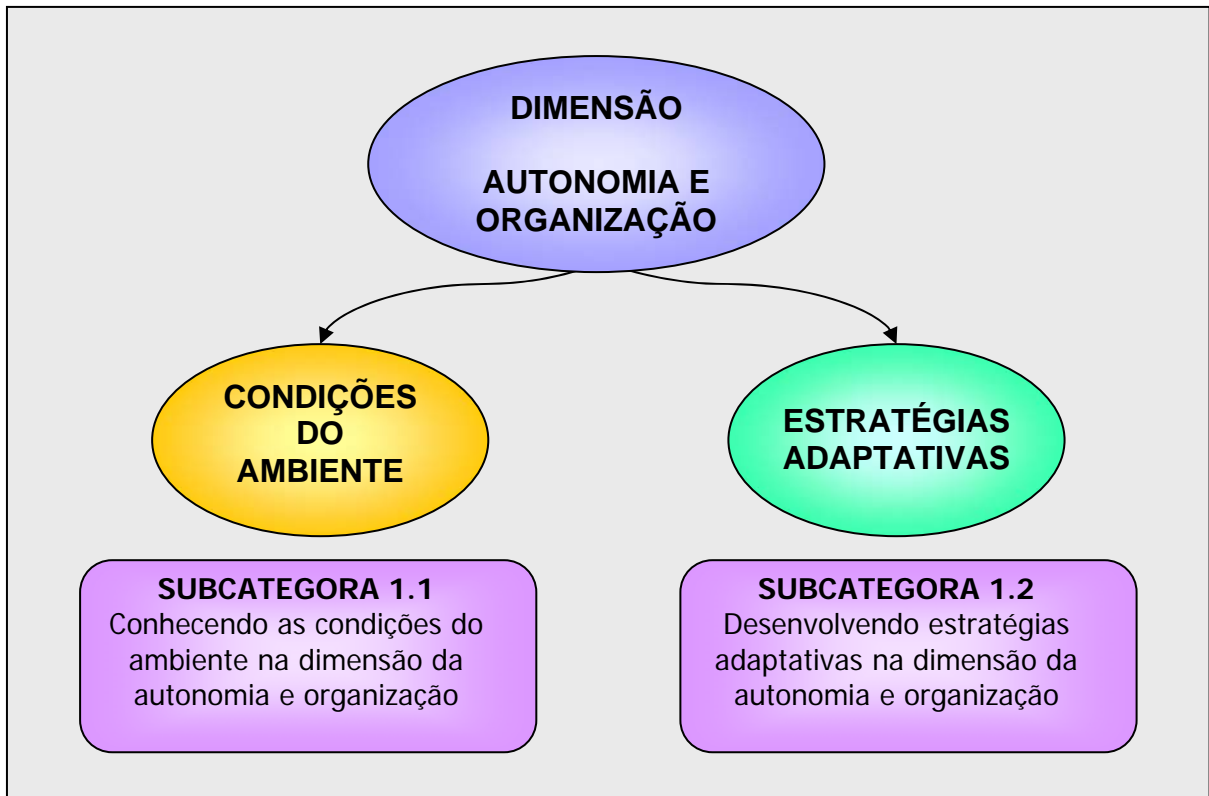 DIMENSÃO
AUTONOMIA E
ORGANIZAÇÃO
CONDIÇÕES
DO
AMBIENTE
ESTRATÉGIAS
ADAPTATIVAS
SUBCATEGORA 1.1
Conhecendo as condições do
ambiente na dimensão da
autonomia e organização
SUBCATEGORA 1.2
Desenvolvendo estratégias
adaptativas na dimensão da
autonomia e organização